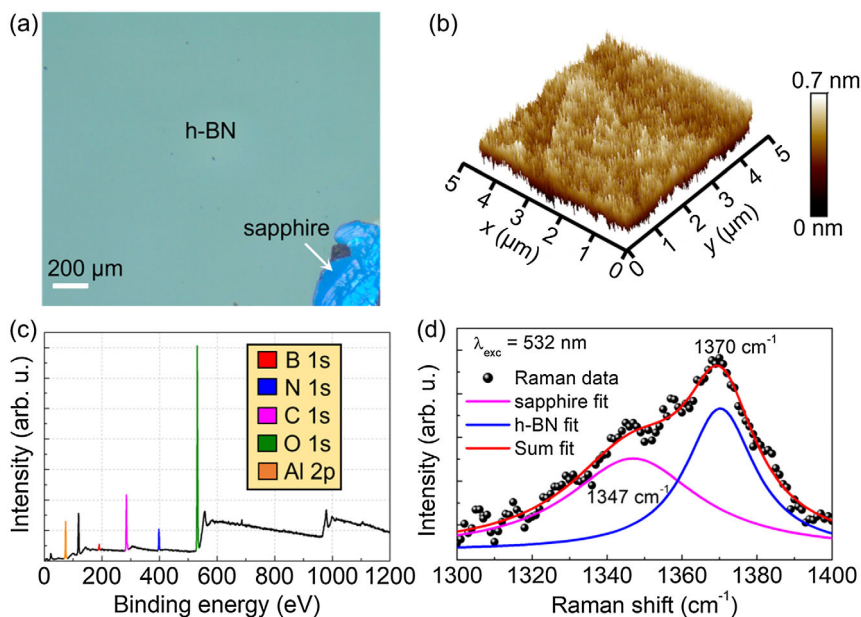 (a)
h-BN
sapphire
200 μm
(b)
0.7 nm
0 nm
5
4
3
2
1
0
x (μm)
0
1
2
3
4
5
y (μm)
(c)
Intensity (arb. u.)
B 1s
N 1s
C 1s
O 1s
Al 2p
0 200 400 600 800 1000 1200
Binding energy (eV)
(d)
Intensity (arb. u.)
λexc = 532 nm
1370 cm⁻¹
Raman data
sapphire fit
h-BN fit
Sum fit
1347 cm⁻¹
1300 1320 1340 1360 1380 1400
Raman shift (cm⁻¹)